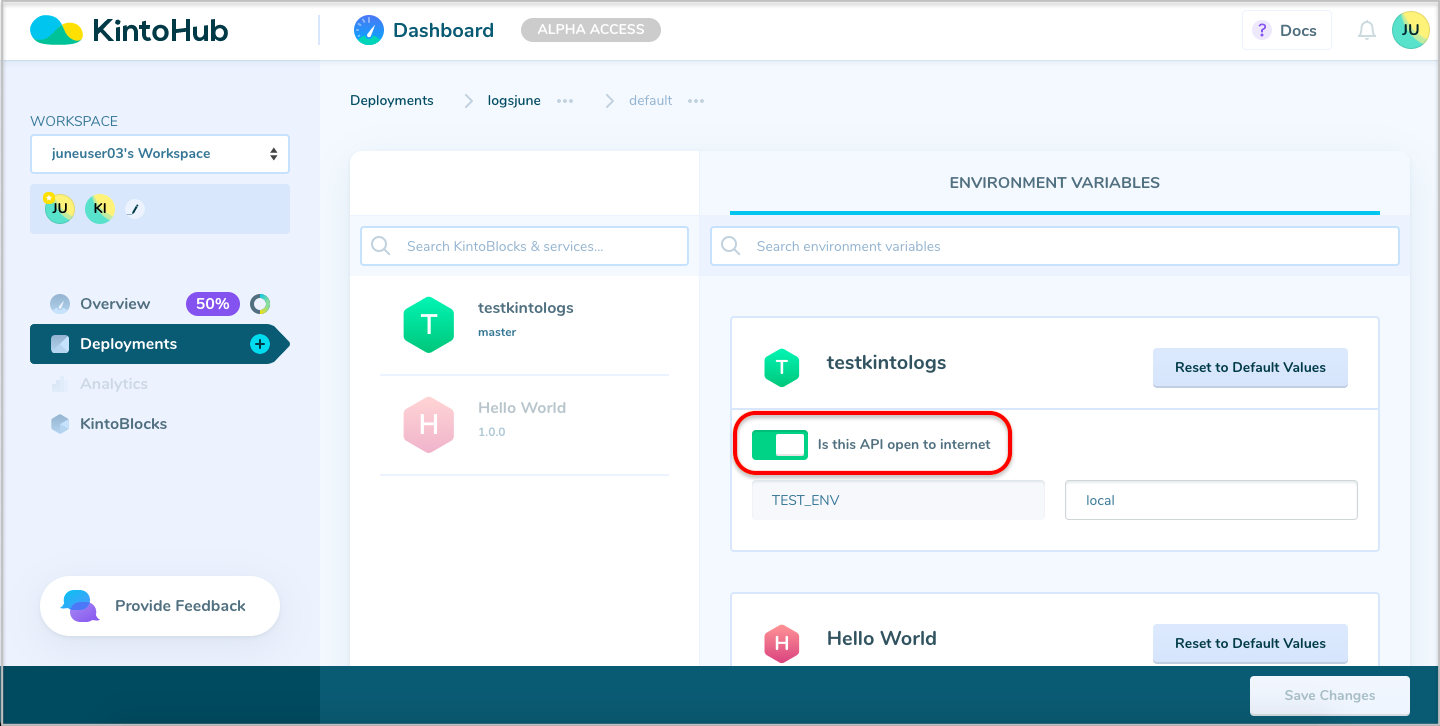 KintoHub
Dashboard
ALPHA ACCESS
? Docs
JU
WORKSPACE
juneuser03's Workspace
JU KI
Overview 50%
Deployments +
Analytics
KintoBlocks
Provide Feedback
Deployments
logsjune •••
default •••
Search KintoBlocks & services...
T
testkintologs
master
H
Hello World
1.0.0
ENVIRONMENT VARIABLES
Search environment variables
T testkintologs
Reset to Default Values
Is this API open to internet
TEST_ENV
local
H Hello World
Reset to Default Values
Save Changes